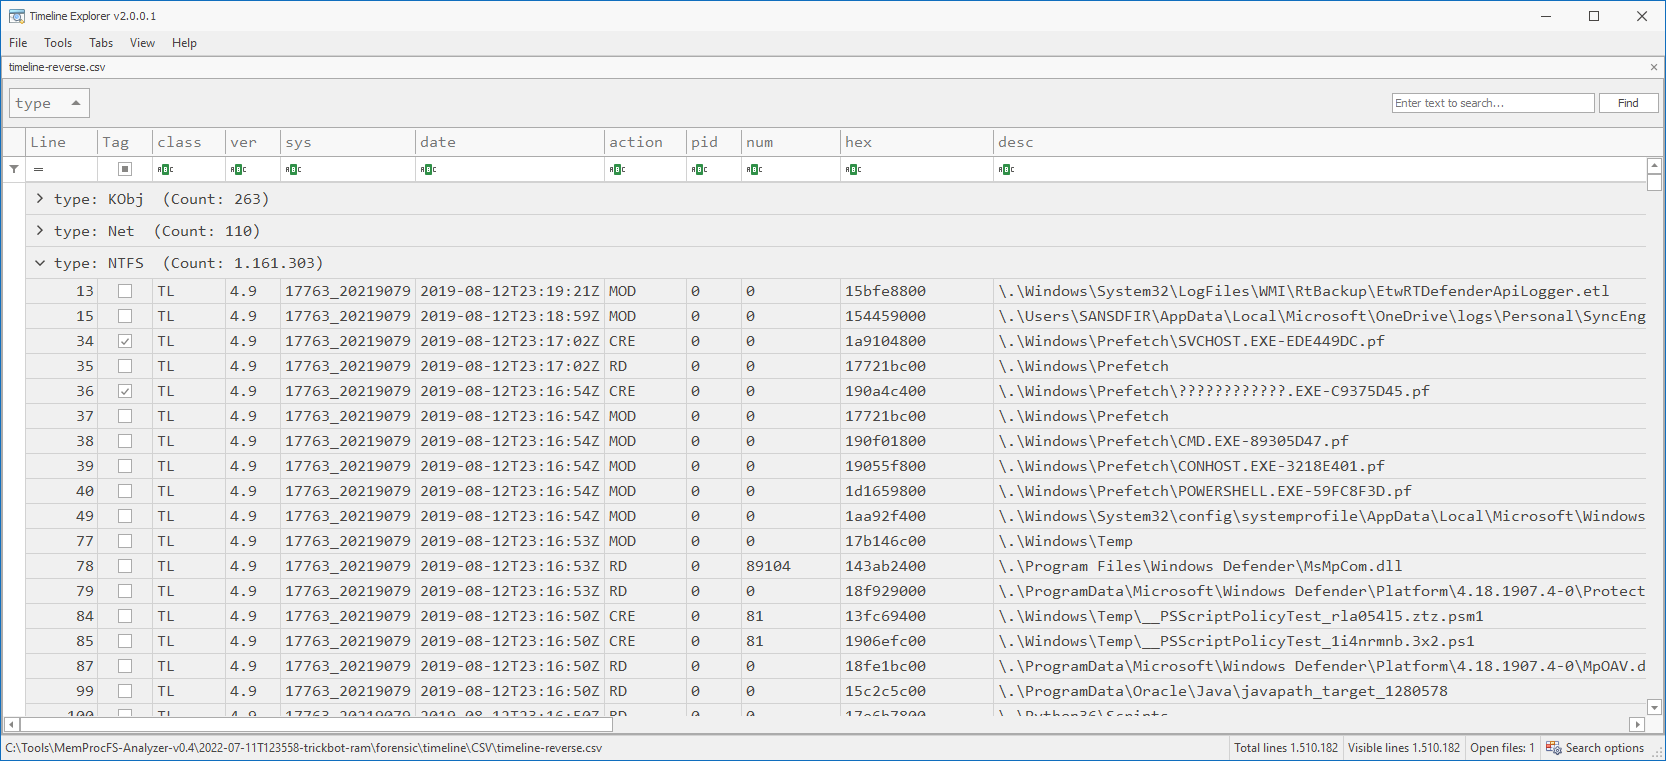 Timeline Explorer v2.0.0.1
File Tools Tabs View Help
timeline-reverse.csv
type
Enter text to search... Find
Line Tag class ver sys date action pid num hex desc
= ABC ABC ABC ABC ABC ABC ABC ABC ABC
type: KObj (Count: 263)
type: Net (Count: 110)
type: NTFS (Count: 1.161.303)
13 TL 4.9 17763_20219079 2019-08-12T23:19:21Z MOD 0 0 15bfe8800 \.\Windows\System32\LogFiles\WMI\RtBackup\EtwRTDefenderApiLogger.etl
15 TL 4.9 17763_20219079 2019-08-12T23:18:59Z MOD 0 0 154459000 \.\Users\SANSDFIR\AppData\Local\Microsoft\OneDrive\logs\Personal\SyncEng
34 TL 4.9 17763_20219079 2019-08-12T23:17:02Z CRE 0 0 1a9104800 \.\Windows\Prefetch\SVCHOST.EXE-EDE449DC.pf
35 TL 4.9 17763_20219079 2019-08-12T23:17:02Z RD 0 0 17721bc00 \.\Windows\Prefetch
36 TL 4.9 17763_20219079 2019-08-12T23:16:54Z CRE 0 0 190a4c400 \.\Windows\Prefetch\????????????.EXE-C9375D45.pf
37 TL 4.9 17763_20219079 2019-08-12T23:16:54Z MOD 0 0 17721bc00 \.\Windows\Prefetch
38 TL 4.9 17763_20219079 2019-08-12T23:16:54Z MOD 0 0 190f01800 \.\Windows\Prefetch\CMD.EXE-89305D47.pf
39 TL 4.9 17763_20219079 2019-08-12T23:16:54Z MOD 0 0 19055f800 \.\Windows\Prefetch\CONHOST.EXE-3218E401.pf
40 TL 4.9 17763_20219079 2019-08-12T23:16:54Z MOD 0 0 1d1659800 \.\Windows\Prefetch\POWERSHELL.EXE-59FC8F3D.pf
49 TL 4.9 17763_20219079 2019-08-12T23:16:54Z MOD 0 0 1aa92f400 \.\Windows\System32\config\systemprofile\AppData\Local\Microsoft\Windows
77 TL 4.9 17763_20219079 2019-08-12T23:16:53Z MOD 0 0 17b146c00 \.\Windows\Temp
78 TL 4.9 17763_20219079 2019-08-12T23:16:53Z RD 0 89104 143ab2400 \.\Program Files\Windows Defender\MsMpCom.dll
79 TL 4.9 17763_20219079 2019-08-12T23:16:53Z RD 0 0 18f929000 \.\ProgramData\Microsoft\Windows Defender\Platform\4.18.1907.4-0\Protect
84 TL 4.9 17763_20219079 2019-08-12T23:16:50Z CRE 0 81 13fc69400 \.\Windows\Temp\__PSScriptPolicyTest_rla054l5.ztz.psm1
85 TL 4.9 17763_20219079 2019-08-12T23:16:50Z CRE 0 81 1906efc00 \.\Windows\Temp\__PSScriptPolicyTest_1i4nrmnb.3x2.ps1
87 TL 4.9 17763_20219079 2019-08-12T23:16:50Z RD 0 0 18fe1bc00 \.\ProgramData\Microsoft\Windows Defender\Platform\4.18.1907.4-0\MpOAV.d
99 TL 4.9 17763_20219079 2019-08-12T23:16:50Z RD 0 0 15c2c5c00 \.\ProgramData\Oracle\Java\javapath_target_1280578
100 TL 4.9 17763_20219079 2019-08-12T23:16:50Z RD 0 0 17e6b7800 \.\Python36\Scripts
C:\Tools\MemProcFS-Analyzer-v0.4\2022-07-11T123558-trickbot-ram\forensic\timeline\CSV\timeline-reverse.csv Total lines 1.510.182 Visible lines 1.510.182 Open files: 1 Search options